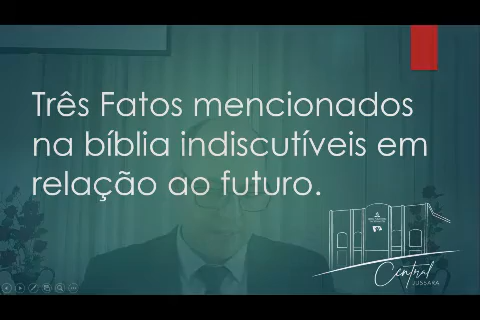 Três Fatos mencionados
na bíblia indiscutíveis em
relação ao futuro.
Central
JUSSARA